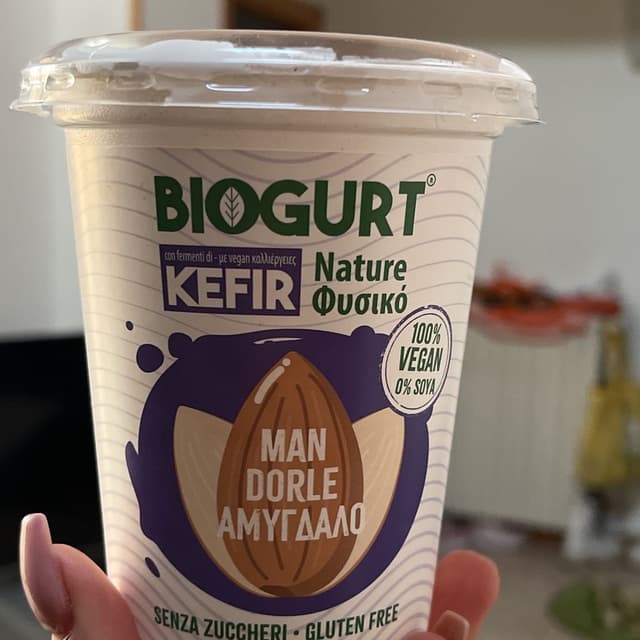 BIOGURT®
con fermenti di - με vegan καλλιέργειες
KEFIR
Nature
Φυσικό
100%
VEGAN
0% SOYA
MAN
DORLE
ΑΜΥΓΔΑΛΟ
SENZA ZUCCHERI • GLUTEN FREE